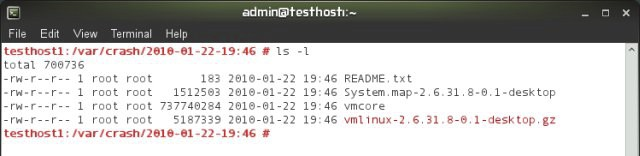 admin@testhost1:~
File Edit View Terminal Help
testhost1:/var/crash/2010-01-22-19:46 # ls -l
total 700736
-rw-r--r-- 1 root root       183 2010-01-22 19:46 README.txt
-rw-r--r-- 1 root root   1512503 2010-01-22 19:46 System.map-2.6.31.8-0.1-desktop
-rw-r--r-- 1 root root 737740284 2010-01-22 19:46 vmcore
-rw-r--r-- 1 root root   5187339 2010-01-22 19:46 vmlinux-2.6.31.8-0.1-desktop.gz
testhost1:/var/crash/2010-01-22-19:46 #